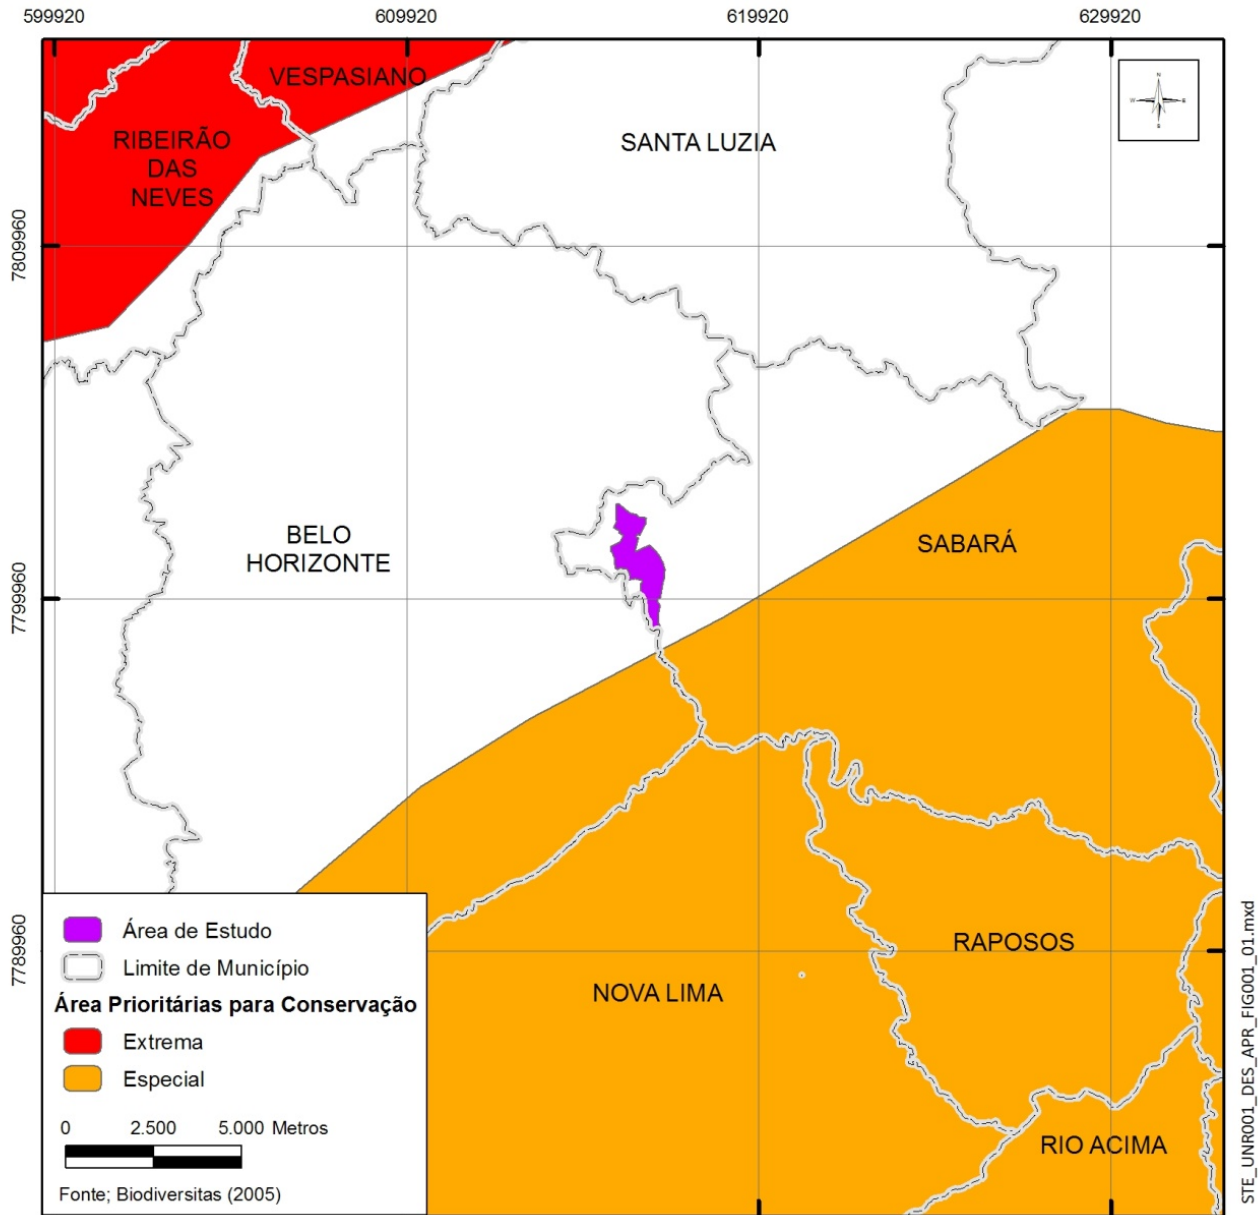 599920 609920 619920 629920
VESPASIANO
RIBEIRÃO
DAS
NEVES
SANTA LUZIA
N
W E
S
7809960
BELO
HORIZONTE
SABARÁ
7799960
RAPOSOS
NOVA LIMA
7789960
RIO ACIMA
Área de Estudo
Limite de Município
Área Prioritárias para Conservação
Extrema
Especial
0 2.500 5.000 Metros
Fonte; Biodiversitas (2005)
STE_UNR001_DES_APR_FIG001_01.mxd